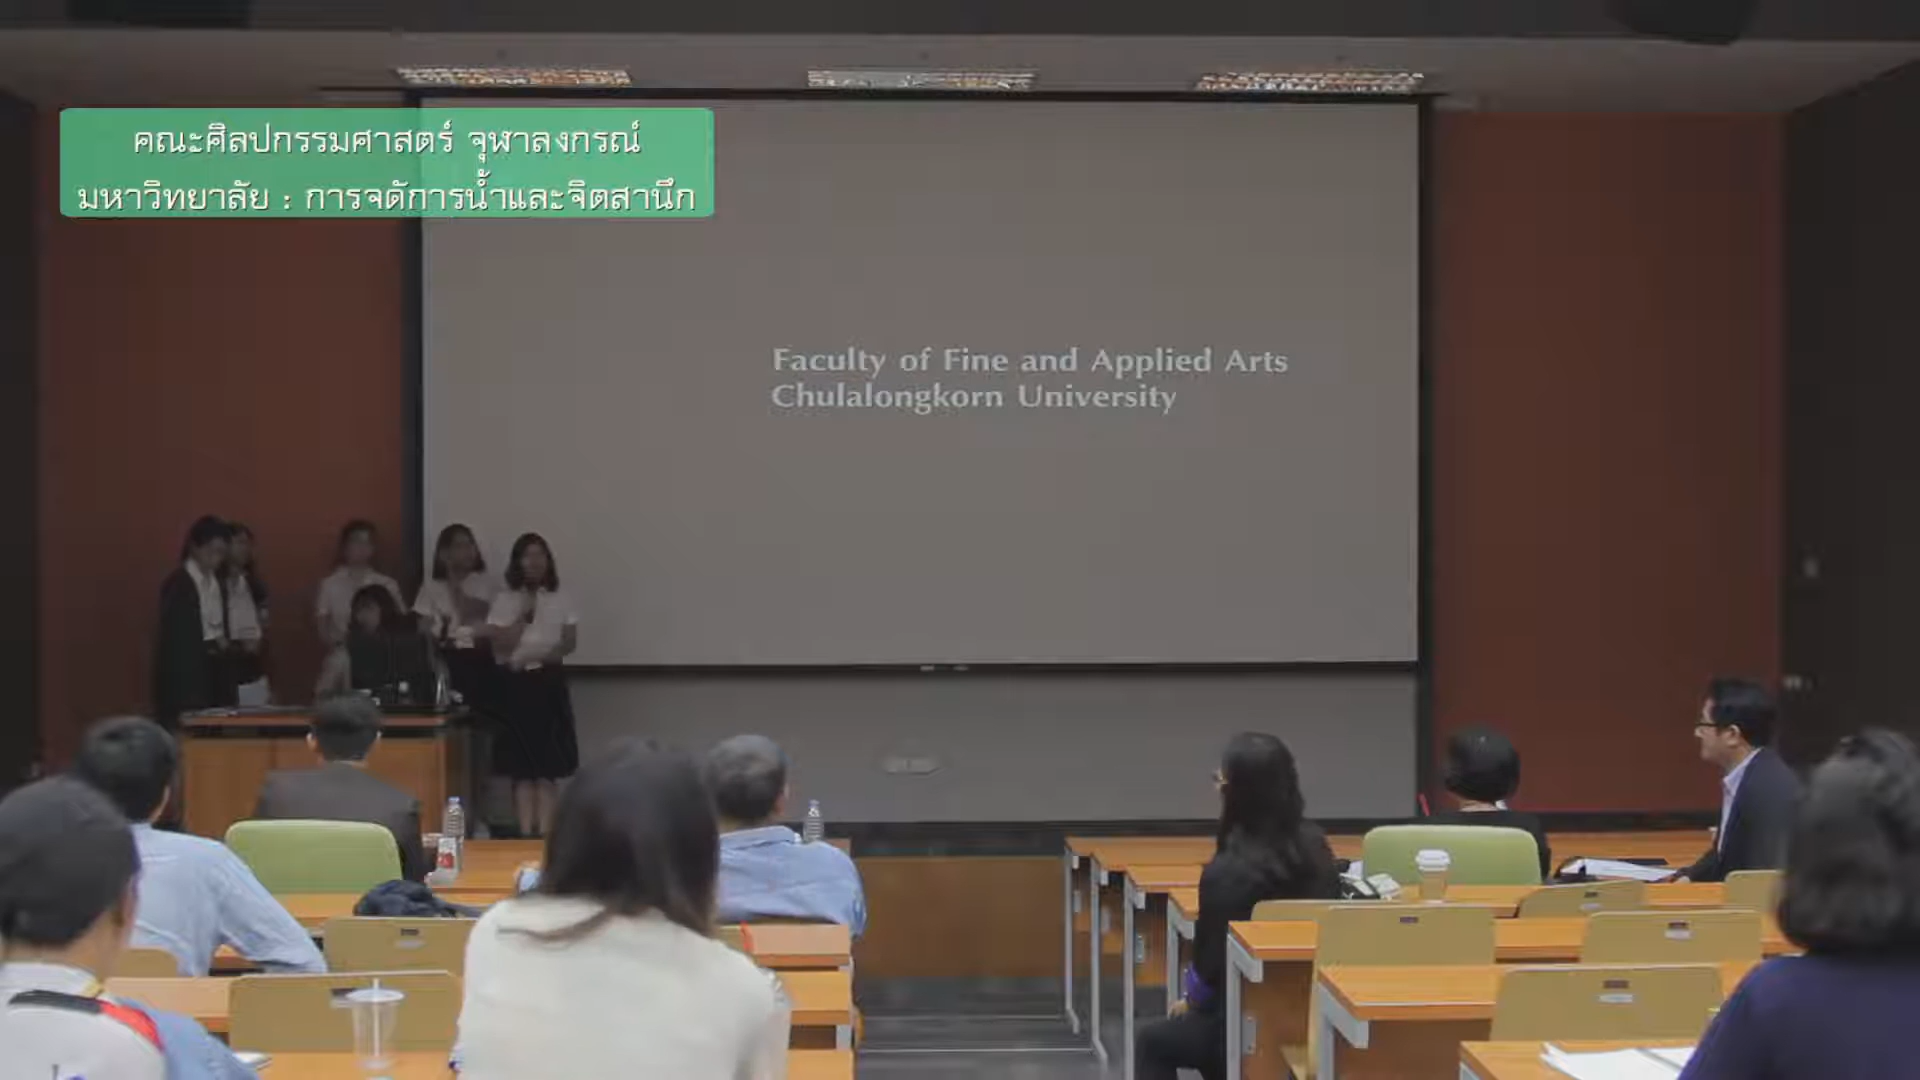 คณะศิลปกรรมศาสตร์ จุฬาลงกรณ์
มหาวิทยาลัย : การจดัการน้ำและจิตสานึก
Faculty of Fine and Applied Arts
Chulalongkorn University